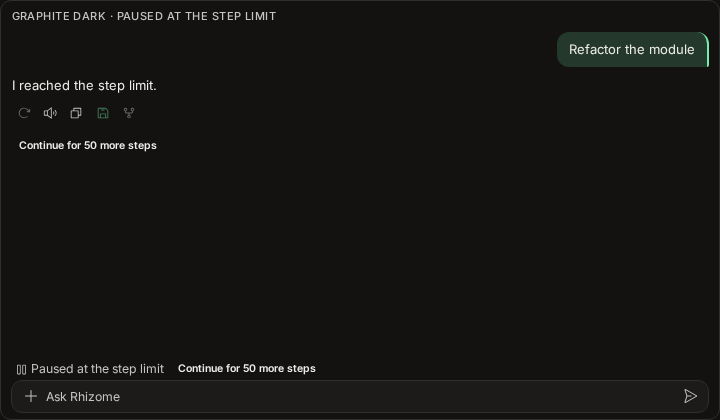 GRAPHITE DARK · PAUSED AT THE STEP LIMIT
Refactor the module
I reached the step limit.
Continue for 50 more steps
Paused at the step limit Continue for 50 more steps
Ask Rhizome